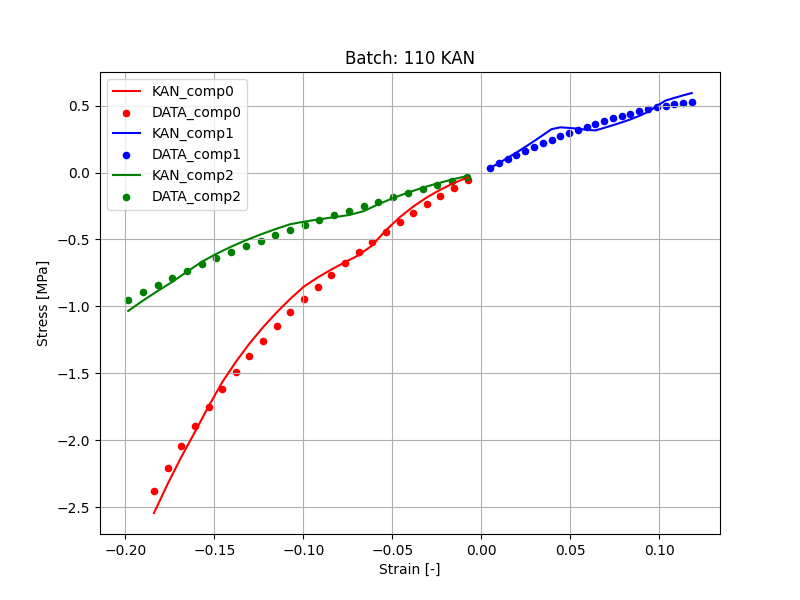 Batch: 110 KAN
KAN_comp0
DATA_comp0
KAN_comp1
DATA_comp1
KAN_comp2
DATA_comp2
0.5
0.0
−0.5
−1.0
−1.5
−2.0
−2.5
Stress [MPa]
−0.20 −0.15 −0.10 −0.05 0.00 0.05 0.10
Strain [-]